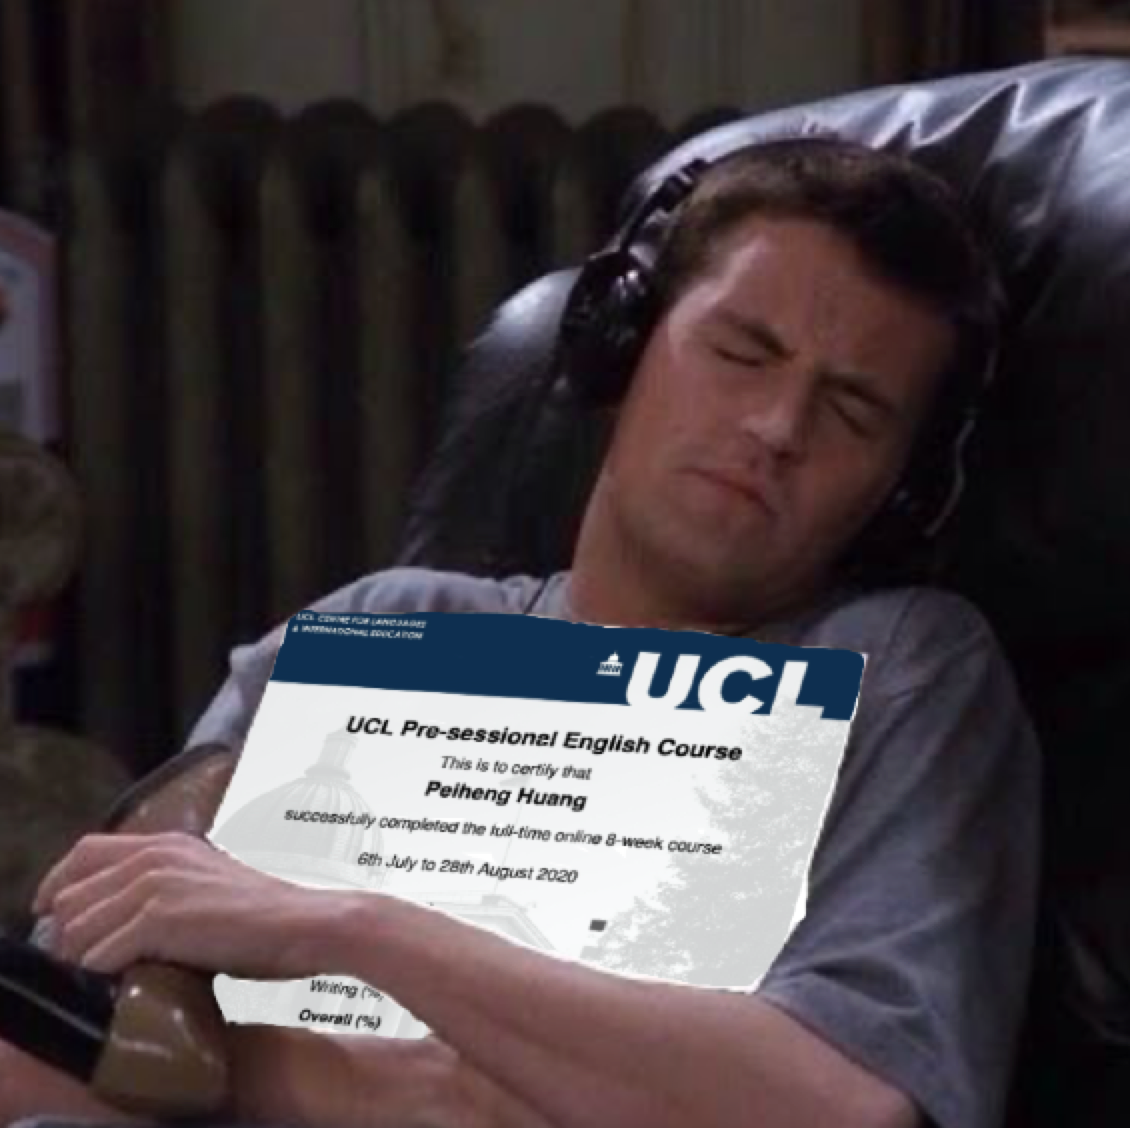 UCL CENTRE FOR LANGUAGES
& INTERNATIONAL EDUCATION
UCL
UCL Pre-sessional English Course
This is to certify that
Peiheng Huang
successfully completed the full-time online 8-week course
6th July to 28th August 2020
Writing (%)
Overall (%)